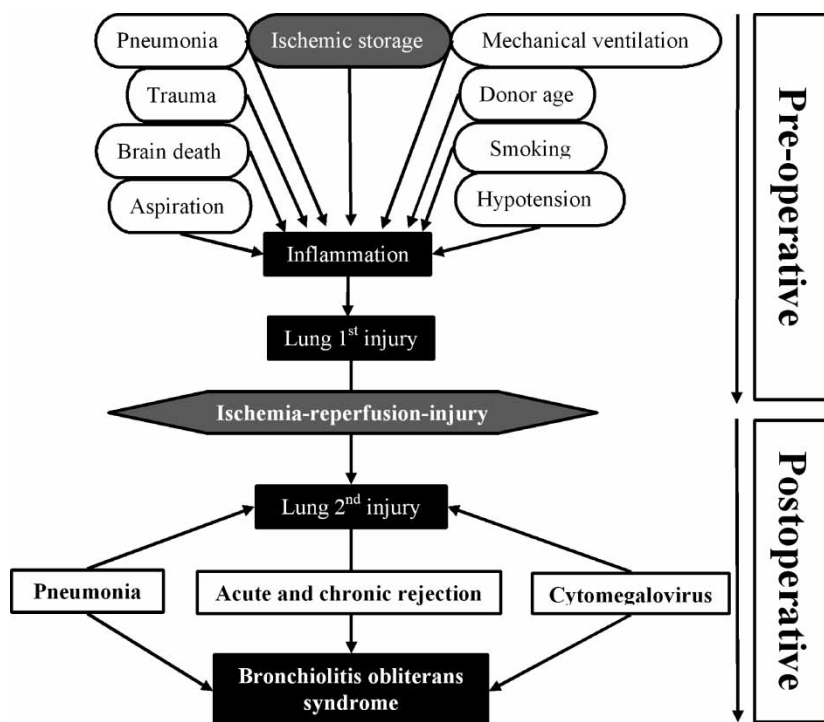 Pneumonia
Ischemic storage
Mechanical ventilation
Trauma
Donor age
Brain death
Smoking
Aspiration
Hypotension
Inflammation
Lung 1st injury
Ischemia-reperfusion-injury
Lung 2nd injury
Pneumonia
Acute and chronic rejection
Cytomegalovirus
Bronchiolitis obliterans
syndrome
Pre-operative
Postoperative